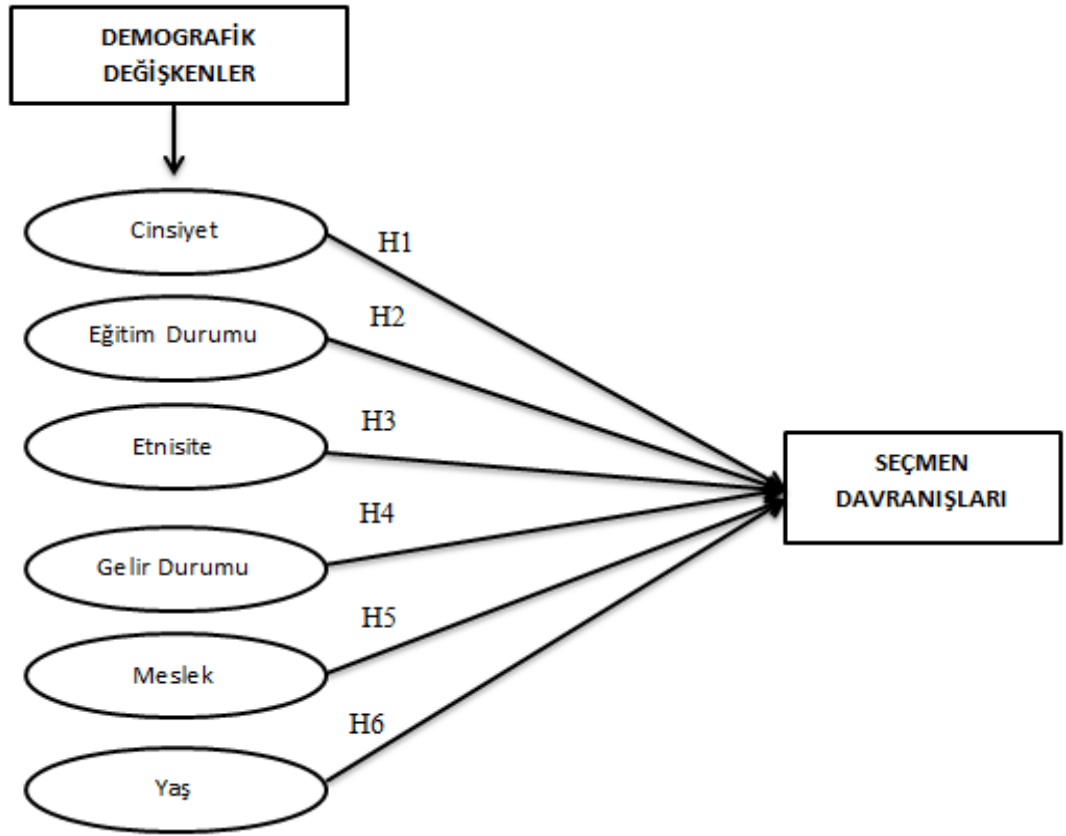 DEMOGRAFİK
DEĞİŞKENLER
Cinsiyet
H1
Eğitim Durumu
H2
Etnisite
H3
Gelir Durumu
H4
Meslek
H5
Yaş
H6
SEÇMEN
DAVRANIŞLARI